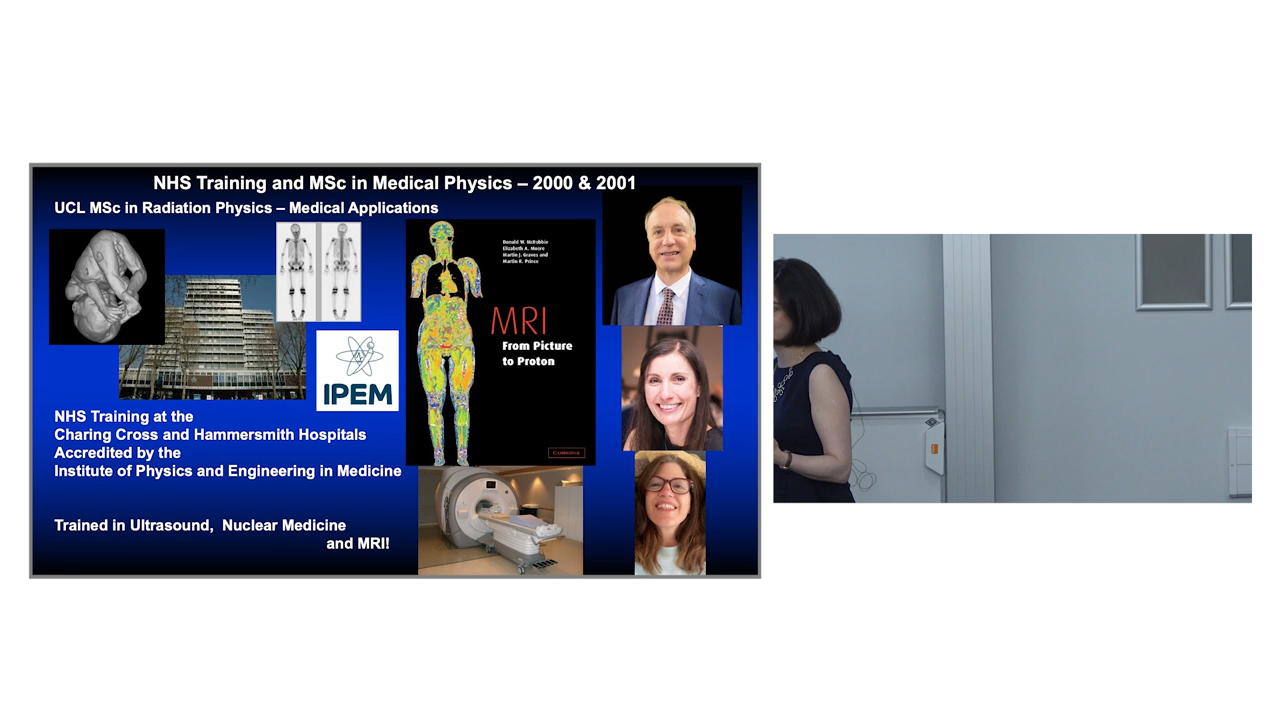 NHS Training and MSc in Medical Physics – 2000 & 2001
UCL MSc in Radiation Physics – Medical Applications
Donald W. McRobbie
Elizabeth A. Moore
Martin J. Graves and
Martin R. Prince
MRI
From Picture
to Proton
CAMBRIDGE
IPEM
NHS Training at the
Charing Cross and Hammersmith Hospitals
Accredited by the
Institute of Physics and Engineering in Medicine
Trained in Ultrasound, Nuclear Medicine
and MRI!